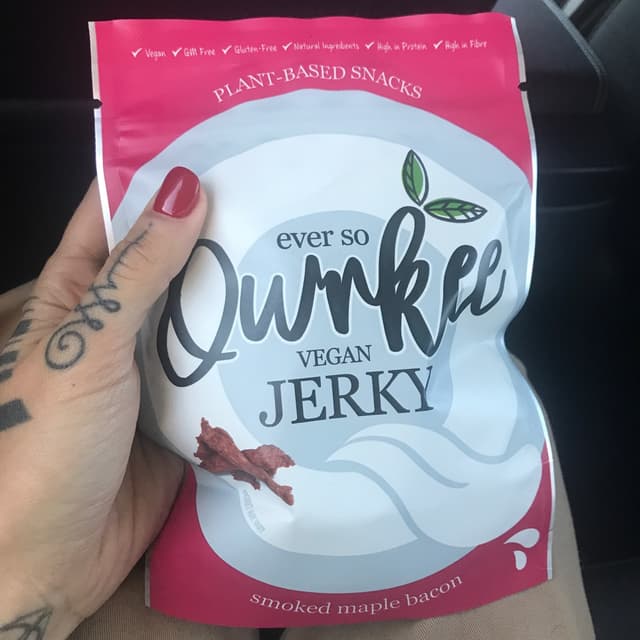 ✓ Vegan ✓ GM Free ✓ Gluten-Free ✓ Natural Ingredients ✓ High in Protein ✓ High in Fibre
PLANT-BASED SNACKS
ever so
Qwrkee
VEGAN
JERKY
smoked maple bacon